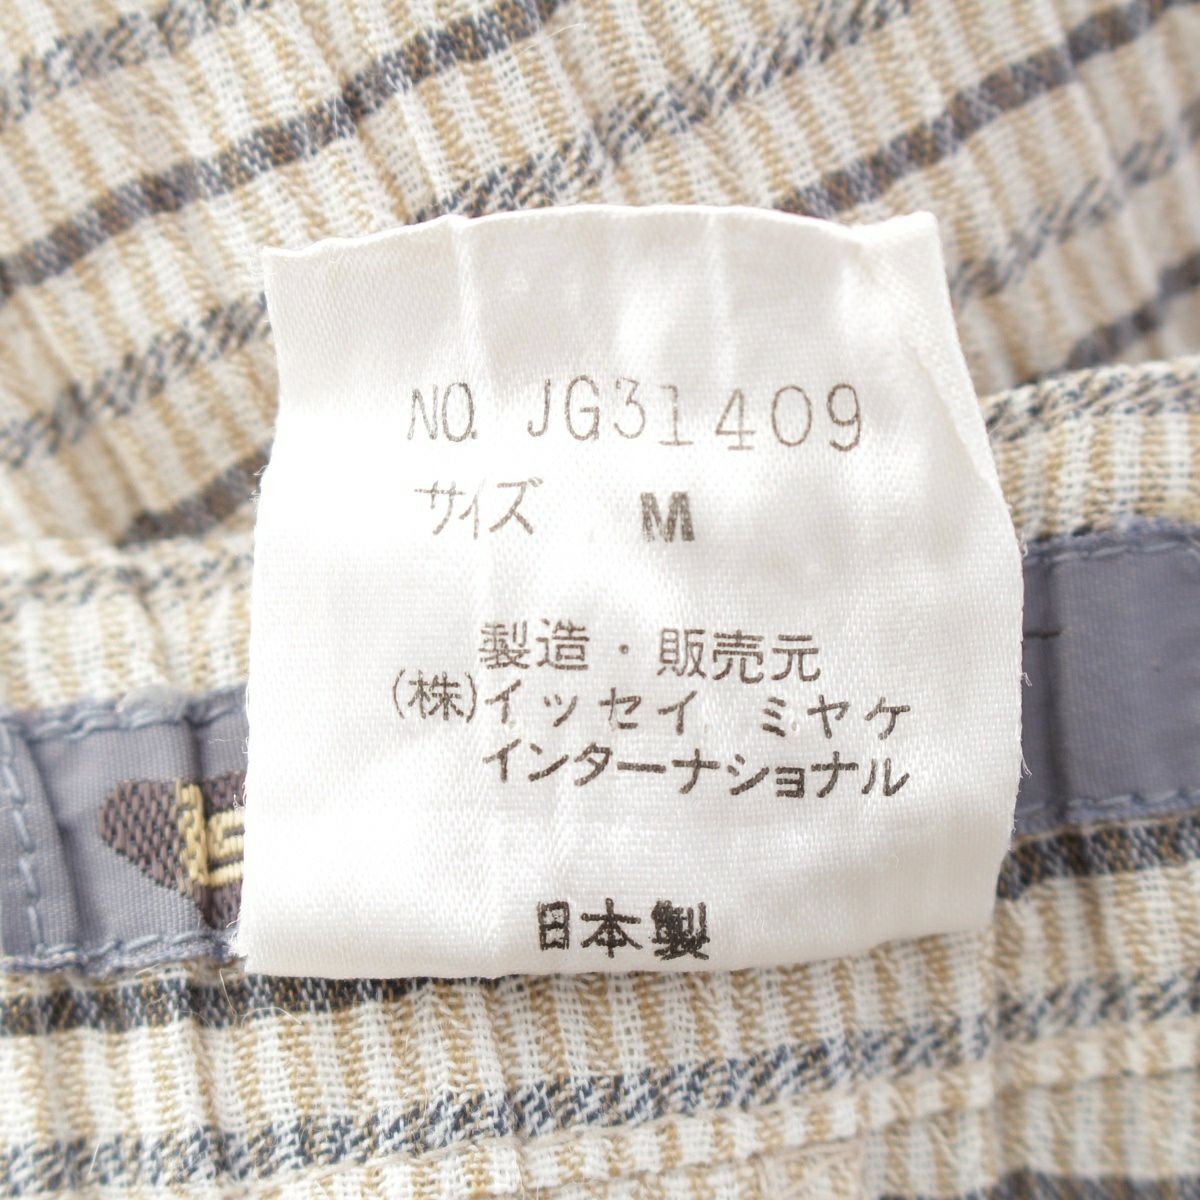 NO. JG31409
サイズ M
製造・販売元
(株)イッセイ ミヤケ
インターナショナル
日本製